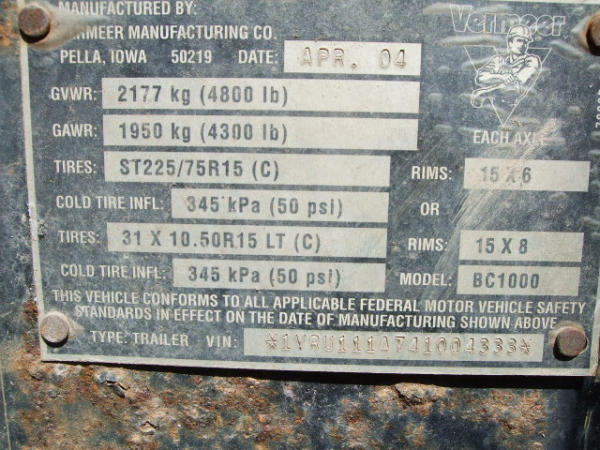 MANUFACTURED BY:
VERMEER MANUFACTURING CO.
PELLA, IOWA 50219 DATE: APR. 04
Vermeer
GVWR: 2177 kg (4800 lb)
GAWR: 1950 kg (4300 lb) EACH AXLE
TIRES: ST225/75R15 (C) RIMS: 15 X 6
COLD TIRE INFL: 345 kPa (50 psi) OR
TIRES: 31 X 10.50R15 LT (C) RIMS: 15 X 8
COLD TIRE INFL: 345 kPa (50 psi) MODEL: BC1000
THIS VEHICLE CONFORMS TO ALL APPLICABLE FEDERAL MOTOR VEHICLE SAFETY
STANDARDS IN EFFECT ON THE DATE OF MANUFACTURING SHOWN ABOVE
TYPE: TRAILER VIN: *1VRU111A741004333*